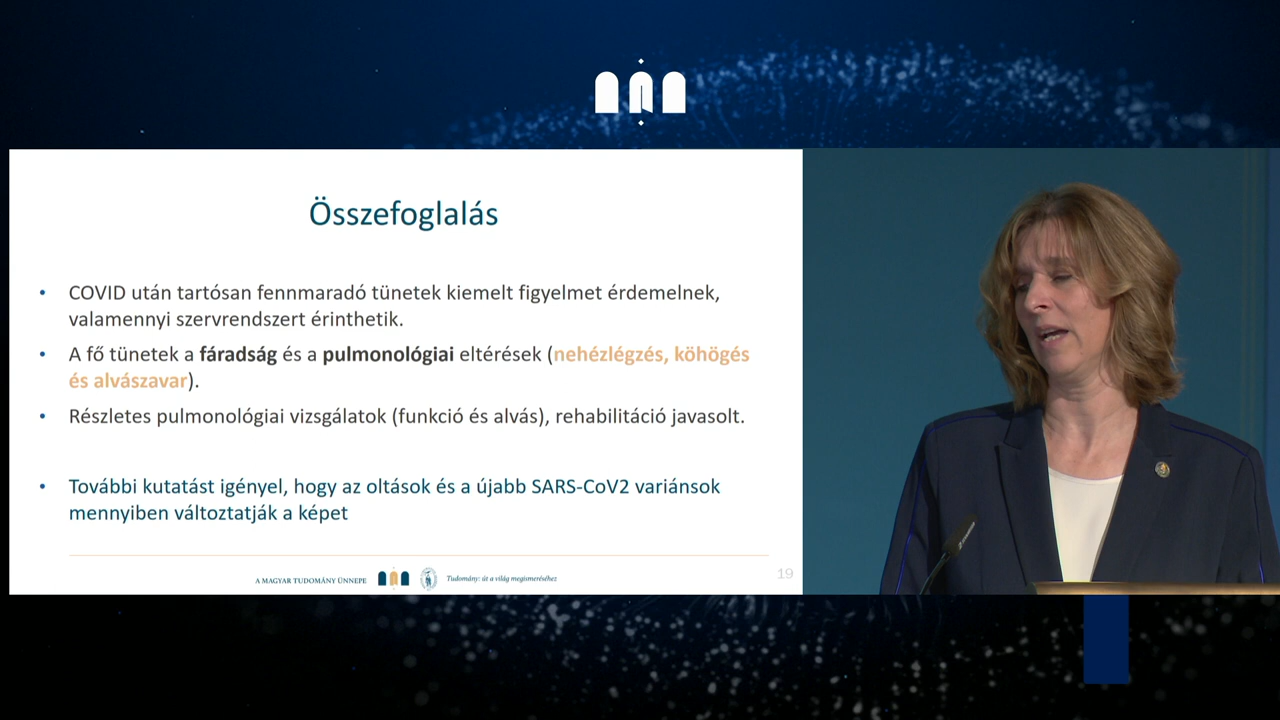 Összefoglalás
• COVID után tartósan fennmaradó tünetek kiemelt figyelmet érdemelnek,
valamennyi szervrendszert érinthetik.
• A fő tünetek a fáradság és a pulmonológiai eltérések (nehézlégzés, köhögés
és alvászavar).
• Részletes pulmonológiai vizsgálatok (funkció és alvás), rehabilitáció javasolt.
• További kutatást igényel, hogy az oltások és a újabb SARS-CoV2 variánsok
mennyiben változtatják a képet
A MAGYAR TUDOMÁNY ÜNNEPE
Tudomány: út a világ megismeréséhez
19